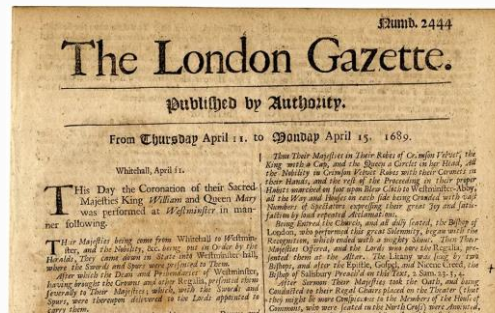 Numb. 2444
The London Gazette.
Published by Authority.
From Thursday April 11. to Monday April 15. 1689.
Whitehall, April 11.
THis Day the Coronation of their Sacred
Majesties King William and Queen Mary
was performed at Westminster in man-
ner following.
THeir Majesties being come from Whitehall to Westmin-
ster, and the Nobility, &c. being put in Order by the
Heralds, They came down in State into Westminster-hall,
where the Swords and Spurs were presented to Them.
After which the Dean and Prebendaries of Westminster,
having brought the Crowns and other Regalia, presented them
severally to Their Majesties; which, with the Swords and
Spurs, were thereupon delivered to the Lords appointed to
carry them.
Then Their Majesties in Their Robes of Crimson Velvet, the
King with a Cap, and the Queen a Circlet on her Head, All
the Nobility in Crimson Velvet Robes with their Coronets in
their Hands, and the rest of the Proceeding in their proper
Habits marched on foot upon Blew Cloth to Westminster-Abby,
all the Way and Houses on each side being Crowded with vast
Numbers of Spectators expressing their great Joy and Satis-
faction by loud repeated Acclamations.
Being Entred the Church, and all duly seated, the Bishop of
London, who performed that great Solemnity, began with the
Recognition, which ended with a mighty Shout. Then Their
Majesties Offered, and the Lords who bore the Regalia, pre-
sented them at the Altar. The Litany was sung by two
Bishops, and after the Epistle, Gospel, and Nicene Creed, the
Bishop of Salisbury Preached on this Text, 2 Sam. 23. 3, 4.
After Sermon Their Majesties took the Oath, and being
Conducted to their Regal Chairs placed on the Theater (that
they might be more Conspicuous to the Members of the House of
Commons, who were seated in the North Cross) were Anointed,